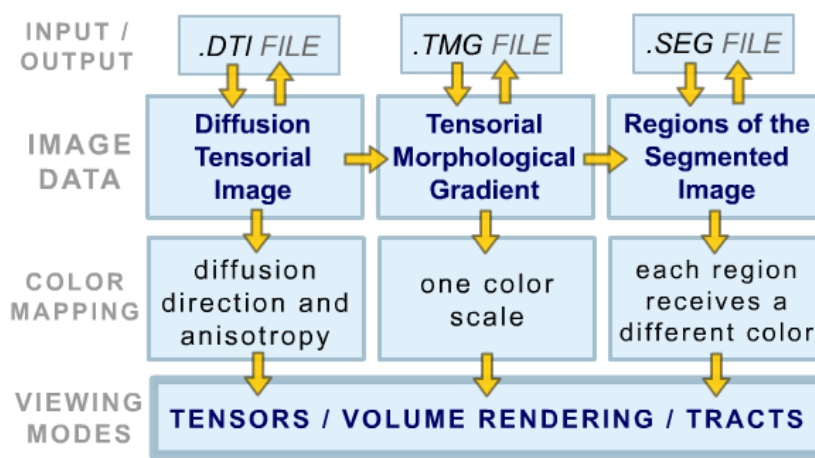 INPUT /
OUTPUT
.DTI FILE
.TMG FILE
.SEG FILE
IMAGE
DATA
Diffusion
Tensorial
Image
Tensorial
Morphological
Gradient
Regions of the
Segmented
Image
COLOR
MAPPING
diffusion
direction and
anisotropy
one color
scale
each region
receives a
different color
VIEWING
MODES
TENSORS / VOLUME RENDERING / TRACTS